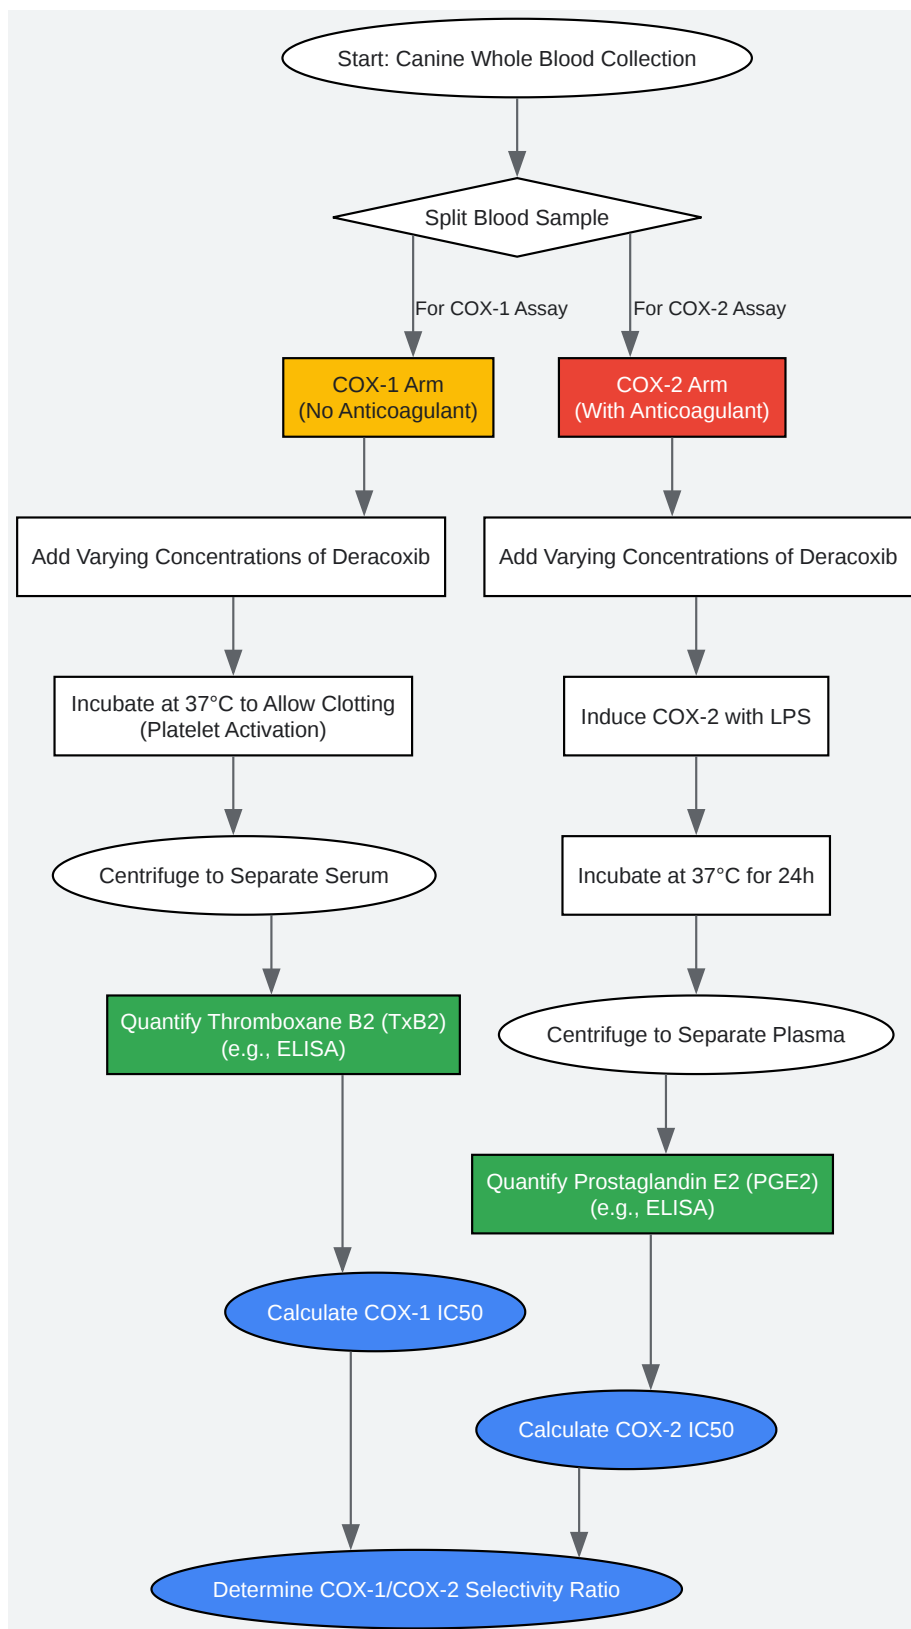 Start: Canine Whole Blood Collection
Split Blood Sample
For COX-1 Assay
For COX-2 Assay
COX-1 Arm
(No Anticoagulant)
COX-2 Arm
(With Anticoagulant)
Add Varying Concentrations of Deracoxib
Add Varying Concentrations of Deracoxib
Incubate at 37°C to Allow Clotting
(Platelet Activation)
Induce COX-2 with LPS
Centrifuge to Separate Serum
Incubate at 37°C for 24h
Quantify Thromboxane B2 (TxB2)
(e.g., ELISA)
Centrifuge to Separate Plasma
Quantify Prostaglandin E2 (PGE2)
(e.g., ELISA)
Calculate COX-1 IC50
Calculate COX-2 IC50
Determine COX-1/COX-2 Selectivity Ratio